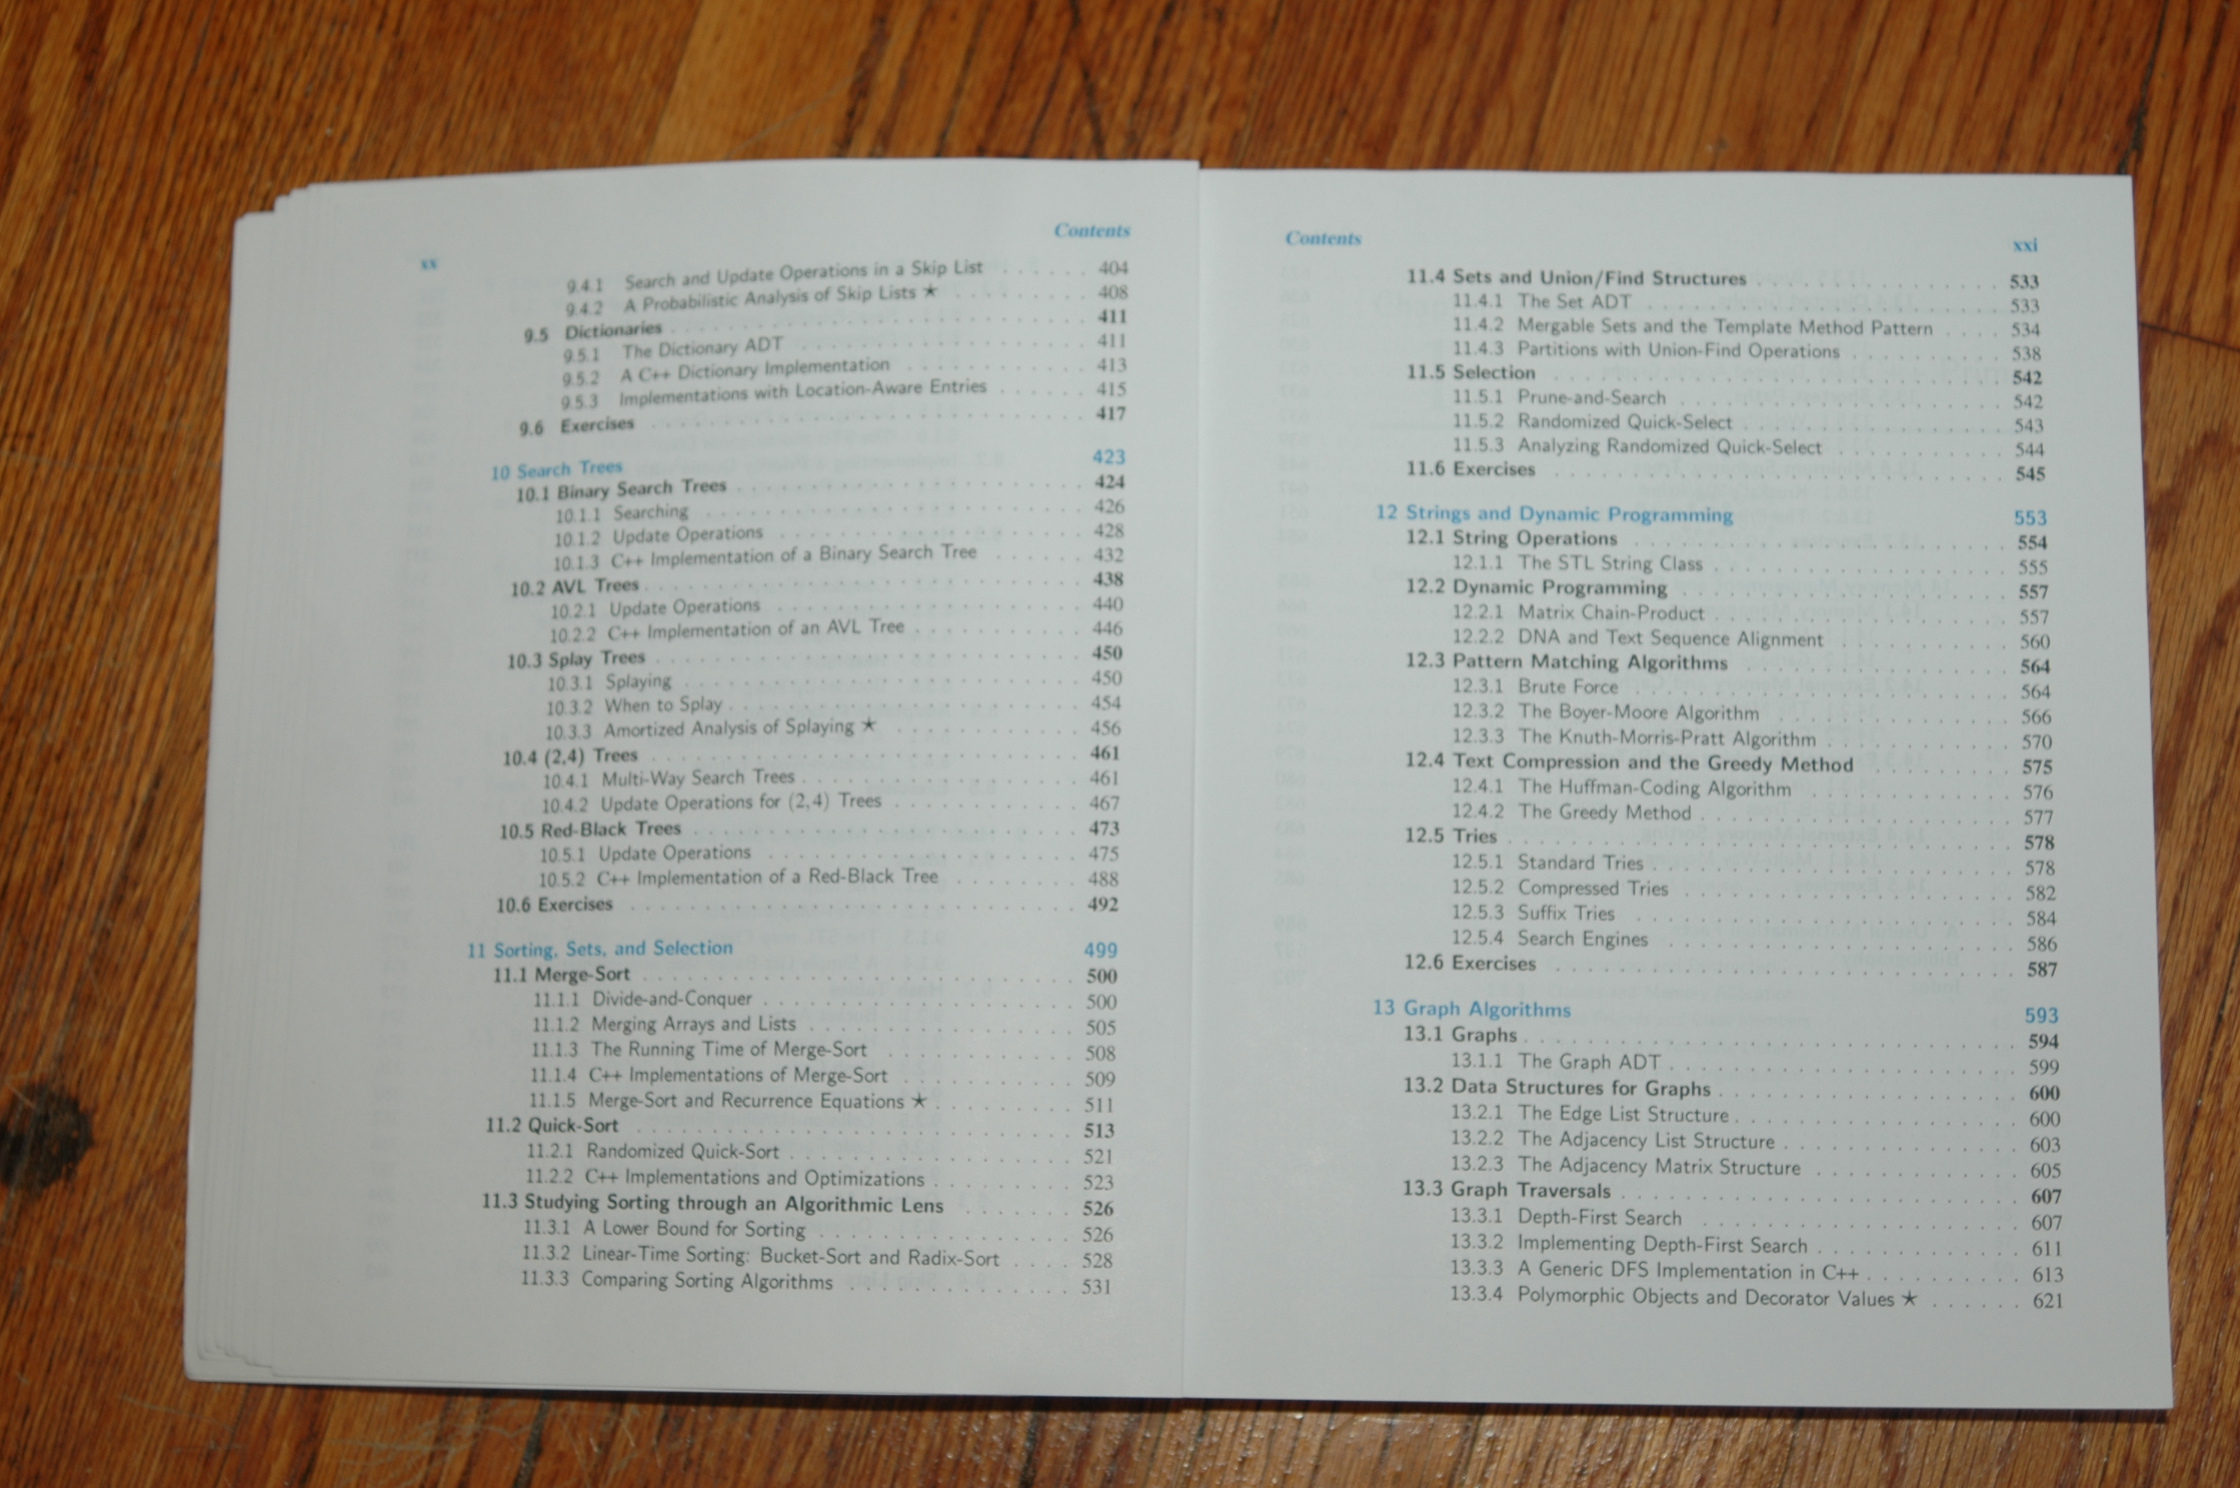 xx
Contents
9.4.1 Search and Update Operations in a Skip List . . . . . . 404
9.4.2 A Probabilistic Analysis of Skip Lists ★ . . . . . . . . . 408
9.5 Dictionaries . . . . . . . . . . . . . . . . . . . . . . . 411
9.5.1 The Dictionary ADT . . . . . . . . . . . . . . . . 411
9.5.2 A C++ Dictionary Implementation . . . . . . . . . . 413
9.5.3 Implementations with Location-Aware Entries . . . . . . 415
9.6 Exercises . . . . . . . . . . . . . . . . . . . . . . . . 417
10 Search Trees 423
10.1 Binary Search Trees . . . . . . . . . . . . . . . . . . . 424
10.1.1 Searching . . . . . . . . . . . . . . . . . . . . . 426
10.1.2 Update Operations . . . . . . . . . . . . . . . . . 428
10.1.3 C++ Implementation of a Binary Search Tree . . . . . . 432
10.2 AVL Trees . . . . . . . . . . . . . . . . . . . . . . . . 438
10.2.1 Update Operations . . . . . . . . . . . . . . . . . 440
10.2.2 C++ Implementation of an AVL Tree . . . . . . . . . . 446
10.3 Splay Trees . . . . . . . . . . . . . . . . . . . . . . . 450
10.3.1 Splaying . . . . . . . . . . . . . . . . . . . . . . 450
10.3.2 When to Splay . . . . . . . . . . . . . . . . . . . 454
10.3.3 Amortized Analysis of Splaying ★ . . . . . . . . . . . 456
10.4 (2,4) Trees . . . . . . . . . . . . . . . . . . . . . . . 461
10.4.1 Multi-Way Search Trees . . . . . . . . . . . . . . . 461
10.4.2 Update Operations for (2,4) Trees . . . . . . . . . . . 467
10.5 Red-Black Trees . . . . . . . . . . . . . . . . . . . . . 473
10.5.1 Update Operations . . . . . . . . . . . . . . . . . 475
10.5.2 C++ Implementation of a Red-Black Tree . . . . . . . . 488
10.6 Exercises . . . . . . . . . . . . . . . . . . . . . . . . 492
11 Sorting, Sets, and Selection 499
11.1 Merge-Sort . . . . . . . . . . . . . . . . . . . . . . . 500
11.1.1 Divide-and-Conquer . . . . . . . . . . . . . . . . . 500
11.1.2 Merging Arrays and Lists . . . . . . . . . . . . . . . 505
11.1.3 The Running Time of Merge-Sort . . . . . . . . . . . 508
11.1.4 C++ Implementations of Merge-Sort . . . . . . . . . . 509
11.1.5 Merge-Sort and Recurrence Equations ★ . . . . . . . . . 511
11.2 Quick-Sort . . . . . . . . . . . . . . . . . . . . . . . 513
11.2.1 Randomized Quick-Sort . . . . . . . . . . . . . . . . 521
11.2.2 C++ Implementations and Optimizations . . . . . . . . . 523
11.3 Studying Sorting through an Algorithmic Lens . . . . . . . 526
11.3.1 A Lower Bound for Sorting . . . . . . . . . . . . . . 526
11.3.2 Linear-Time Sorting: Bucket-Sort and Radix-Sort . . . . 528
11.3.3 Comparing Sorting Algorithms . . . . . . . . . . . . . 531
Contents
xxi
11.4 Sets and Union/Find Structures . . . . . . . . . . . . . . 533
11.4.1 The Set ADT . . . . . . . . . . . . . . . . . . . . 533
11.4.2 Mergable Sets and the Template Method Pattern . . . . 534
11.4.3 Partitions with Union-Find Operations . . . . . . . . . 538
11.5 Selection . . . . . . . . . . . . . . . . . . . . . . . . 542
11.5.1 Prune-and-Search . . . . . . . . . . . . . . . . . . 542
11.5.2 Randomized Quick-Select . . . . . . . . . . . . . . . 543
11.5.3 Analyzing Randomized Quick-Select . . . . . . . . . . 544
11.6 Exercises . . . . . . . . . . . . . . . . . . . . . . . . 545
12 Strings and Dynamic Programming 553
12.1 String Operations . . . . . . . . . . . . . . . . . . . . 554
12.1.1 The STL String Class . . . . . . . . . . . . . . . . 555
12.2 Dynamic Programming . . . . . . . . . . . . . . . . . . 557
12.2.1 Matrix Chain-Product . . . . . . . . . . . . . . . . 557
12.2.2 DNA and Text Sequence Alignment . . . . . . . . . . 560
12.3 Pattern Matching Algorithms . . . . . . . . . . . . . . . 564
12.3.1 Brute Force . . . . . . . . . . . . . . . . . . . . . 564
12.3.2 The Boyer-Moore Algorithm . . . . . . . . . . . . . 566
12.3.3 The Knuth-Morris-Pratt Algorithm . . . . . . . . . . . 570
12.4 Text Compression and the Greedy Method . . . . . . . . 575
12.4.1 The Huffman-Coding Algorithm . . . . . . . . . . . . 576
12.4.2 The Greedy Method . . . . . . . . . . . . . . . . . 577
12.5 Tries . . . . . . . . . . . . . . . . . . . . . . . . . . 578
12.5.1 Standard Tries . . . . . . . . . . . . . . . . . . . . 578
12.5.2 Compressed Tries . . . . . . . . . . . . . . . . . . 582
12.5.3 Suffix Tries . . . . . . . . . . . . . . . . . . . . . 584
12.5.4 Search Engines . . . . . . . . . . . . . . . . . . . 586
12.6 Exercises . . . . . . . . . . . . . . . . . . . . . . . . 587
13 Graph Algorithms 593
13.1 Graphs . . . . . . . . . . . . . . . . . . . . . . . . . 594
13.1.1 The Graph ADT . . . . . . . . . . . . . . . . . . . 599
13.2 Data Structures for Graphs . . . . . . . . . . . . . . . . 600
13.2.1 The Edge List Structure . . . . . . . . . . . . . . . . 600
13.2.2 The Adjacency List Structure . . . . . . . . . . . . . 603
13.2.3 The Adjacency Matrix Structure . . . . . . . . . . . . 605
13.3 Graph Traversals . . . . . . . . . . . . . . . . . . . . . 607
13.3.1 Depth-First Search . . . . . . . . . . . . . . . . . . 607
13.3.2 Implementing Depth-First Search . . . . . . . . . . . . 611
13.3.3 A Generic DFS Implementation in C++ . . . . . . . . . 613
13.3.4 Polymorphic Objects and Decorator Values ★ . . . . . . 621